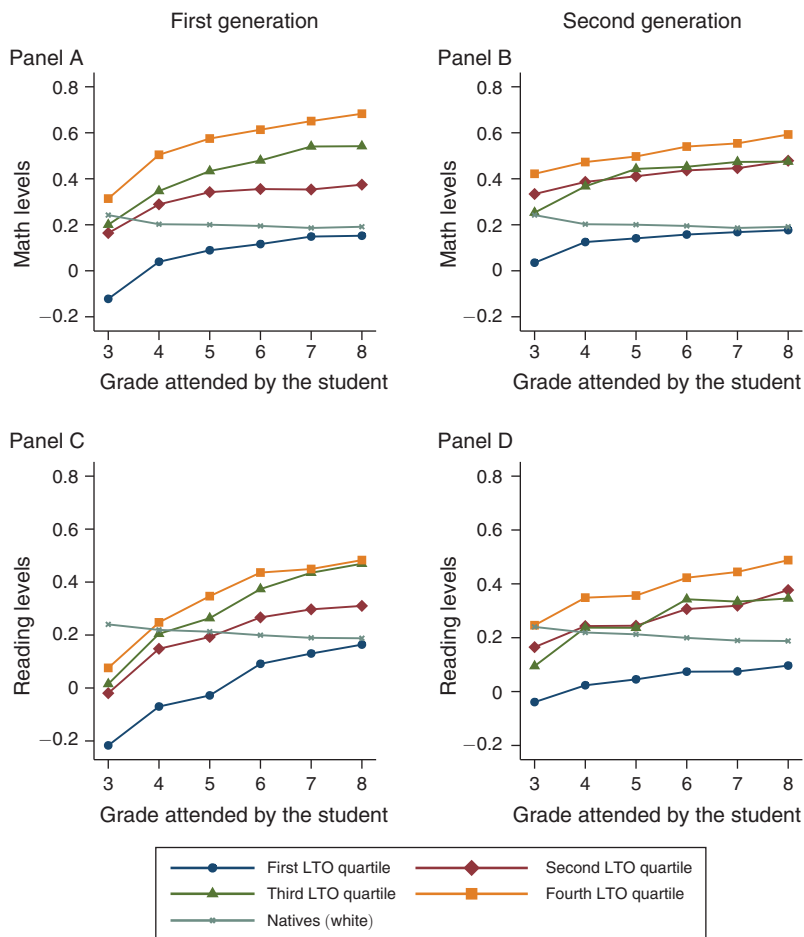 First generation
Second generation
Panel A
Math levels
0.8
0.6
0.4
0.2
0
−0.2
3 4 5 6 7 8
Grade attended by the student
Panel B
Math levels
0.8
0.6
0.4
0.2
0
−0.2
3 4 5 6 7 8
Grade attended by the student
Panel C
Reading levels
0.8
0.6
0.4
0.2
0
−0.2
3 4 5 6 7 8
Grade attended by the student
Panel D
Reading levels
0.8
0.6
0.4
0.2
0
−0.2
3 4 5 6 7 8
Grade attended by the student
First LTO quartile
Second LTO quartile
Third LTO quartile
Fourth LTO quartile
Natives (white)